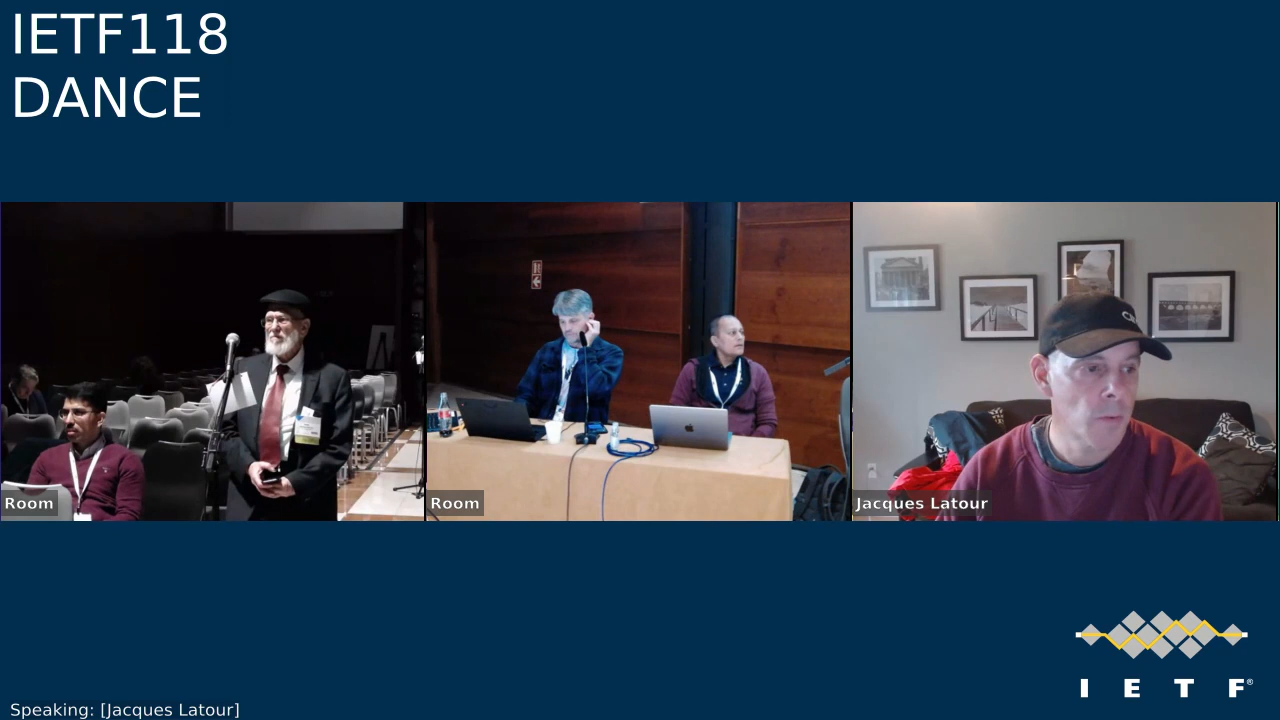 IETF118
DANCE
Room
Room
Jacques Latour
I E T F®
Speaking: [Jacques Latour]